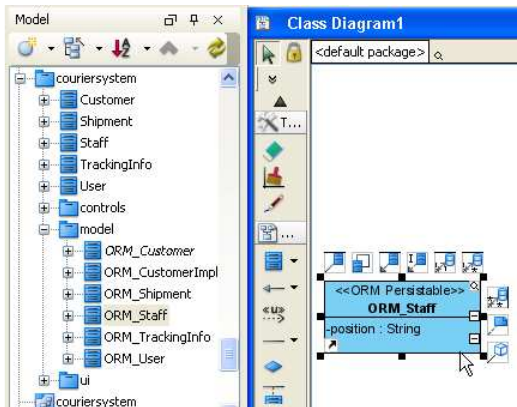 Model
Class Diagram1
<default package>
couriersystem
Customer
Shipment
Staff
TrackingInfo
User
controls
model
ORM_Customer
ORM_CustomerImpl
ORM_Shipment
ORM_Staff
ORM_TrackingInfo
ORM_User
ui
couriersystem
T...
...
«u»
<<ORM Persistable>>
ORM_Staff
-position : String